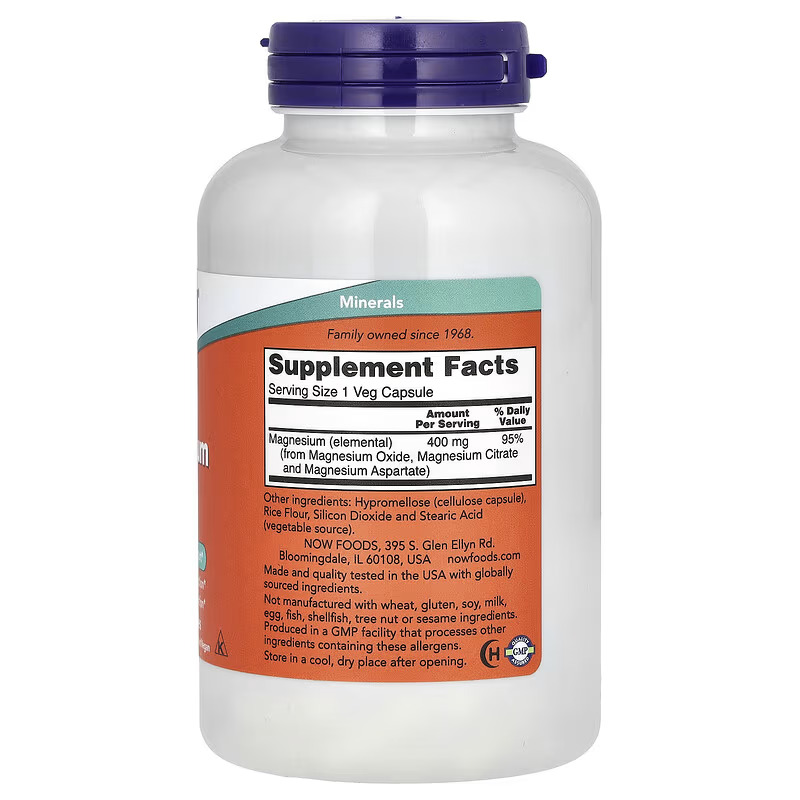 Minerals
Family owned since 1968.
Supplement Facts
Serving Size 1 Veg Capsule
Amount Per Serving
% Daily Value
Magnesium (elemental) 400 mg 95%
(from Magnesium Oxide, Magnesium Citrate
and Magnesium Aspartate)
Other ingredients: Hypromellose (cellulose capsule),
Rice Flour, Silicon Dioxide and Stearic Acid
(vegetable source).
NOW FOODS, 395 S. Glen Ellyn Rd.
Bloomingdale, IL 60108, USA nowfoods.com
Made and quality tested in the USA with globally
sourced ingredients.
Not manufactured with wheat, gluten, soy, milk,
egg, fish, shellfish, tree nut or sesame ingredients.
Produced in a GMP facility that processes other
ingredients containing these allergens.
Store in a cool, dry place after opening.
H
QUALITY
GMP
ASSURED
K